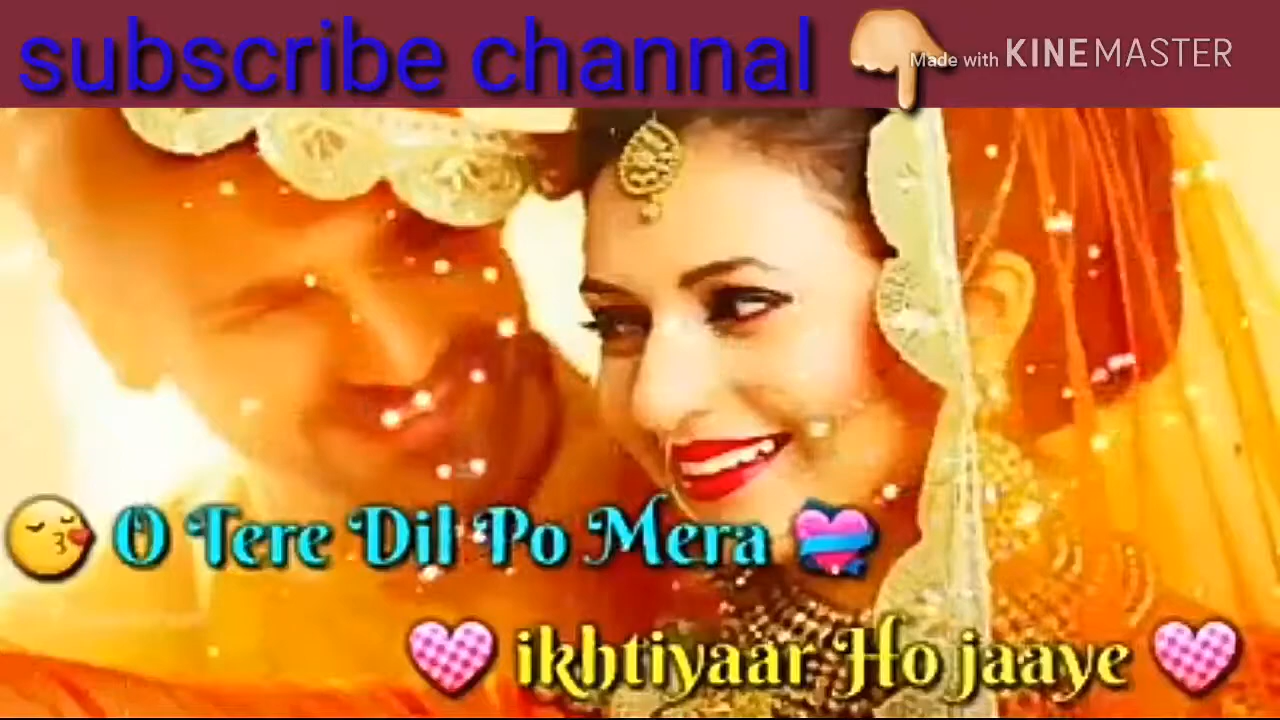 subscribe channal 👇
Made with KINEMASTER
😚 O Tere Dil Po Mera 💝
💗 ikhtiyaar Ho jaaye 💗